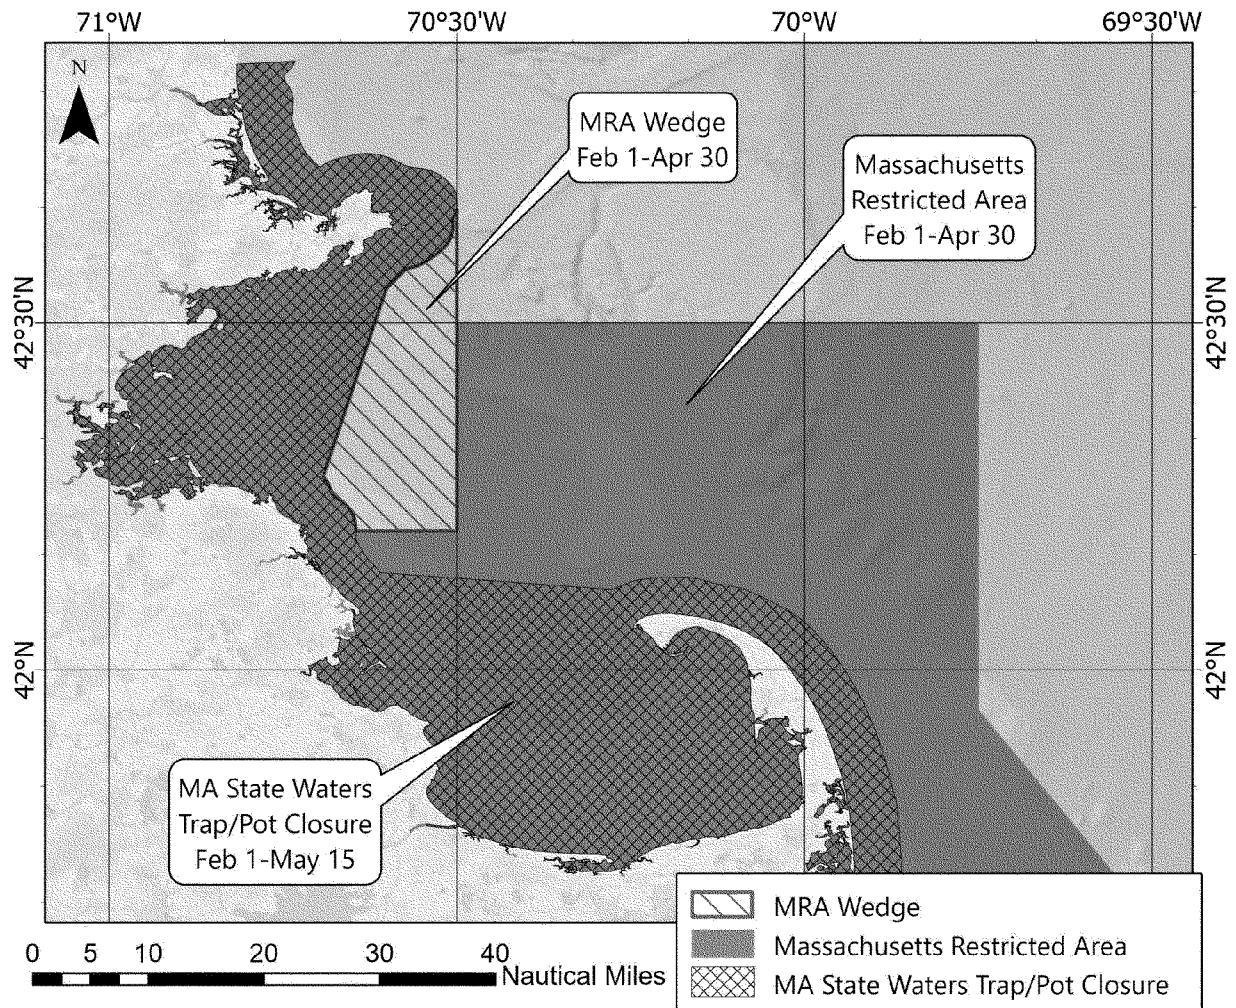 71°W 70°30'W 70°W 69°30'W
N
MRA Wedge
Feb 1-Apr 30
Massachusetts
Restricted Area
Feb 1-Apr 30
42°30'N 42°30'N
42°N 42°N
MA State Waters
Trap/Pot Closure
Feb 1-May 15
MRA Wedge
Massachusetts Restricted Area
MA State Waters Trap/Pot Closure
0 5 10 20 30 40
Nautical Miles